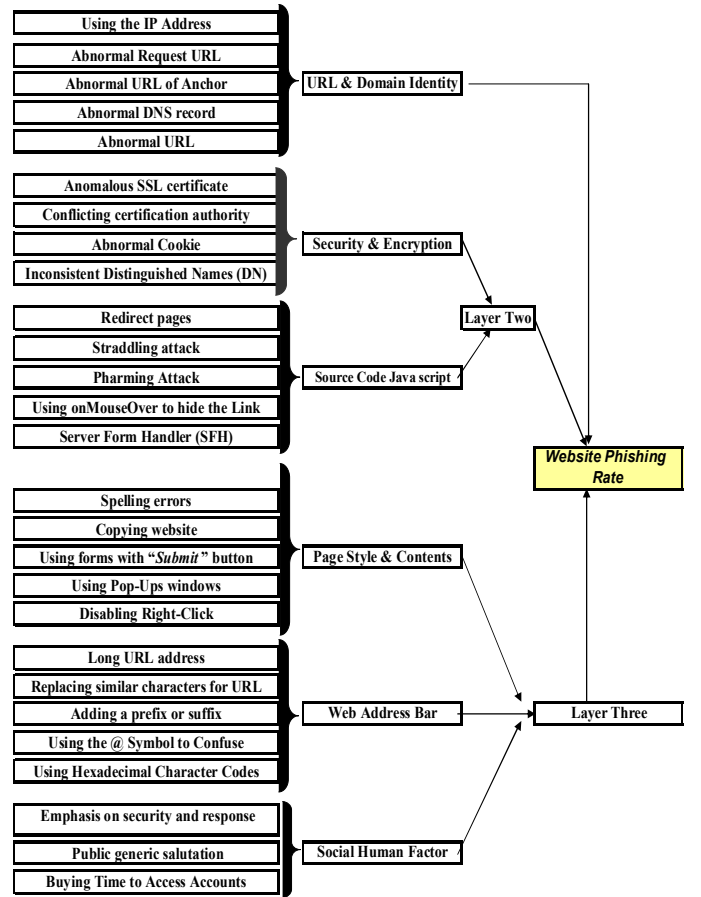 Using the IP Address
Abnormal Request URL
Abnormal URL of Anchor
Abnormal DNS record
Abnormal URL
URL & Domain Identity
Anomalous SSL certificate
Conflicting certification authority
Abnormal Cookie
Inconsistent Distinguished Names (DN)
Security & Encryption
Layer Two
Redirect pages
Straddling attack
Pharming Attack
Using onMouseOver to hide the Link
Server Form Handler (SFH)
Source Code Java script
Website Phishing
Rate
Spelling errors
Copying website
Using forms with “Submit” button
Using Pop-Ups windows
Disabling Right-Click
Page Style & Contents
Long URL address
Replacing similar characters for URL
Adding a prefix or suffix
Using the @ Symbol to Confuse
Using Hexadecimal Character Codes
Web Address Bar
Layer Three
Emphasis on security and response
Public generic salutation
Buying Time to Access Accounts
Social Human Factor